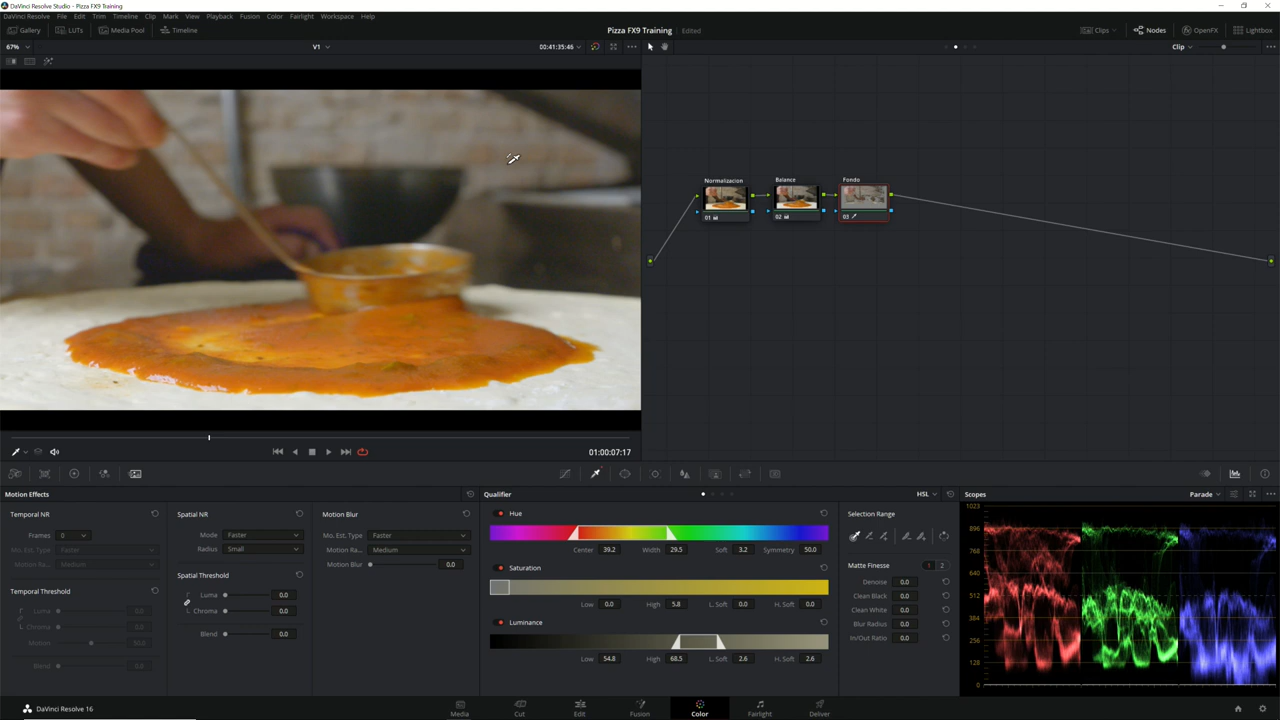 DaVinci Resolve Studio - Pizza FX9 Training
DaVinci Resolve File Edit Trim Timeline Clip Mark View Playback Fusion Color Fairlight Workspace Help
Gallery LUTs Media Pool Timeline Pizza FX9 Training Edited Clips Nodes OpenFX Lightbox
67% V1 00:41:35:46 Clip
Normalizacion Balance Fondo
01 02 03
01:00:07:17
Motion Effects Qualifier HSL Scopes Parade
Temporal NR Spatial NR Motion Blur Hue Selection Range
Frames 0 Mode Faster Mo. Est. Type Faster
Mo. Est. Type Faster Radius Small Motion Ra... Medium Center 39.2 Width 29.5 Soft 3.2 Symmetry 50.0
Motion Ra... Medium Motion Blur 0.0 Matte Finesse 1 2
Spatial Threshold Saturation Denoise 0.0
Temporal Threshold Luma 0.0 Clean Black 0.0
Luma 0.0 Chroma 0.0 Low 0.0 High 5.8 L. Soft 0.0 H. Soft 0.0 Clean White 0.0
Chroma 0.0 Blend 0.0 Luminance Blur Radius 0.0
Motion 50.0 In/Out Ratio 0.0
Blend 0.0 Low 54.8 High 68.5 L. Soft 2.6 H. Soft 2.6
1023
896
768
640
512
384
256
128
0
DaVinci Resolve 16 Media Cut Edit Fusion Color Fairlight Deliver